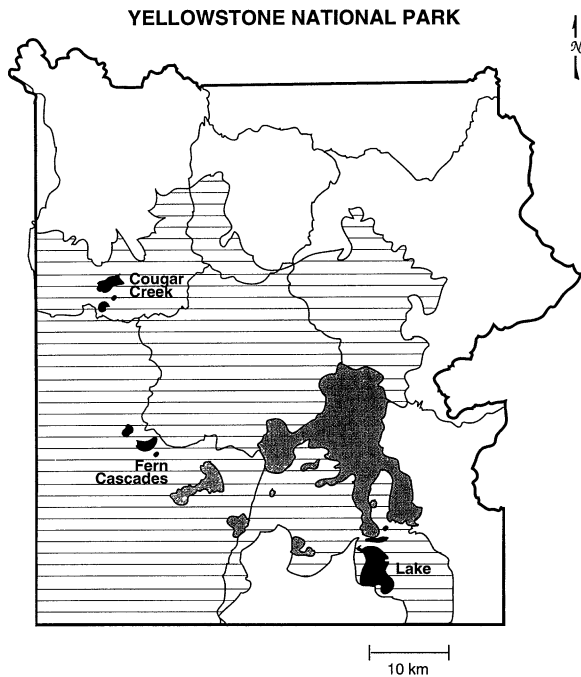 YELLOWSTONE NATIONAL PARK
N
Cougar
Creek
Fern
Cascades
Lake
10 km